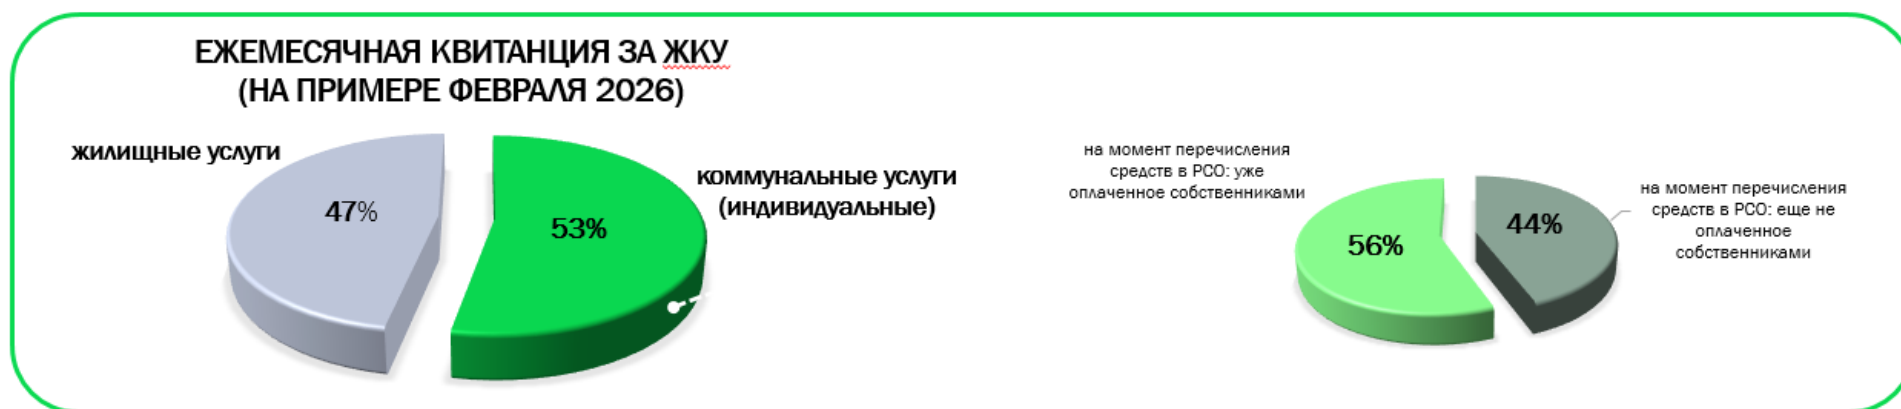 ЕЖЕМЕСЯЧНАЯ КВИТАНЦИЯ ЗА ЖКУ
(НА ПРИМЕРЕ ФЕВРАЛЯ 2026)
жилищные услуги
47%
53%
коммунальные услуги
(индивидуальные)
на момент перечисления
средств в РСО: уже
оплаченное собственниками
56%
44%
на момент перечисления
средств в РСО: еще не
оплаченное
собственниками